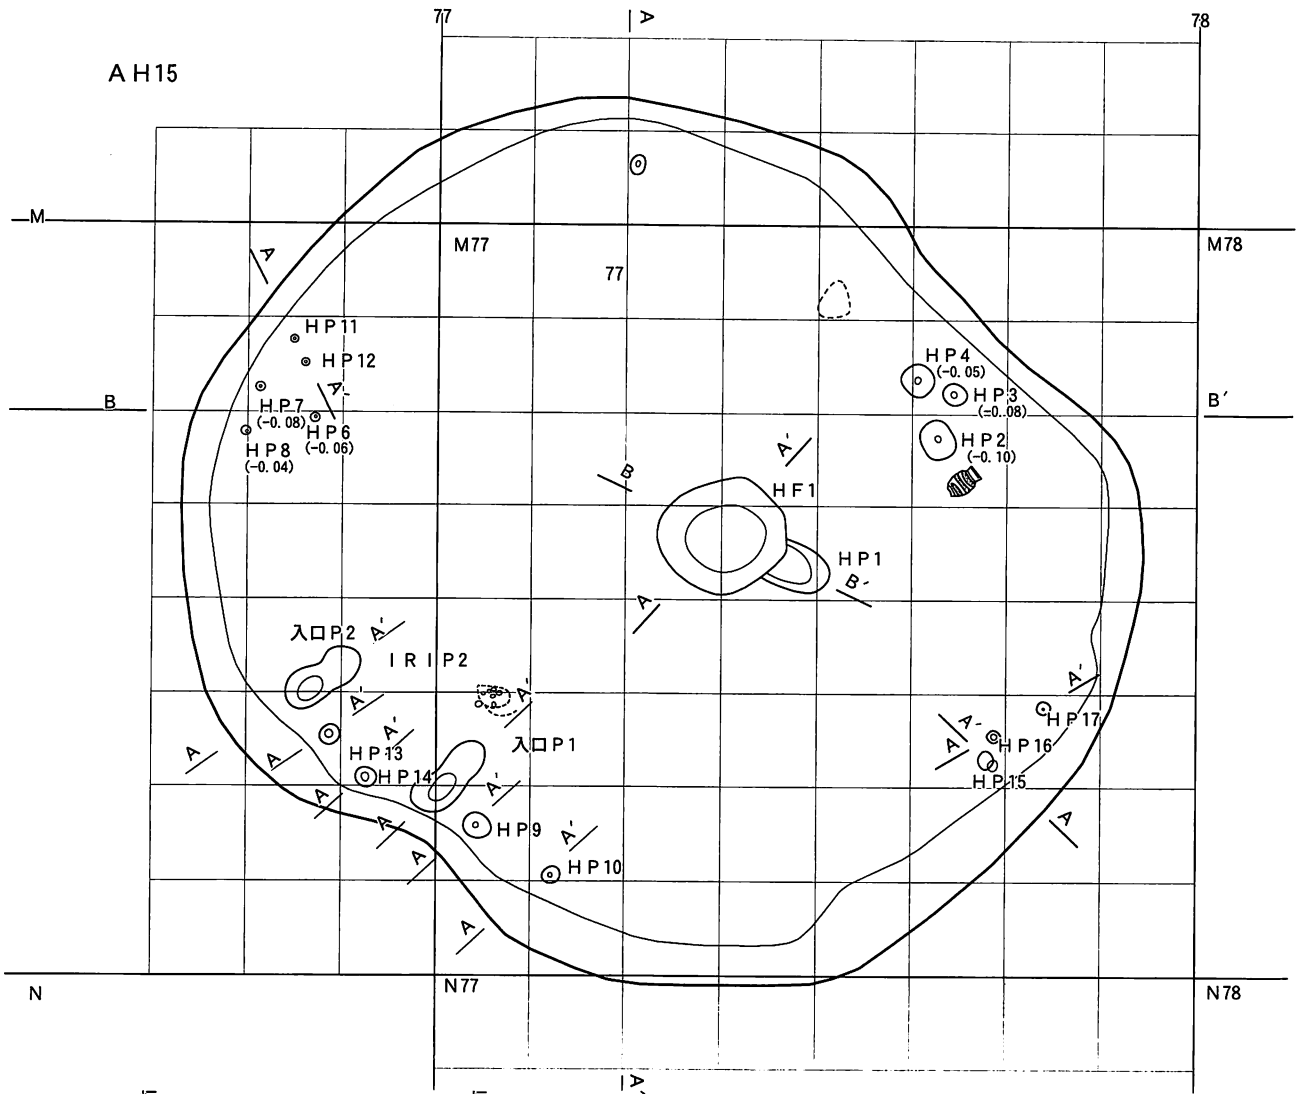 77
A
78
A H15
M
M77
M78
A
77
HP11
HP12
HP4
(-0.05)
A'
HP3
(-0.08)
B
HP7
(-0.08)
B'
HP6
(-0.06)
HP2
(-0.10)
HP8
(-0.04)
A'
B
HF1
HP1
B'
A
入口P2
A'
IRIP2
A'
A'
A'
A'
HP17
A'
HP16
A
A
A
HP13
入口P1
HP14
HP15
A'
A
A
HP9
A'
A
A
HP10
A
N
N77
N78
A'